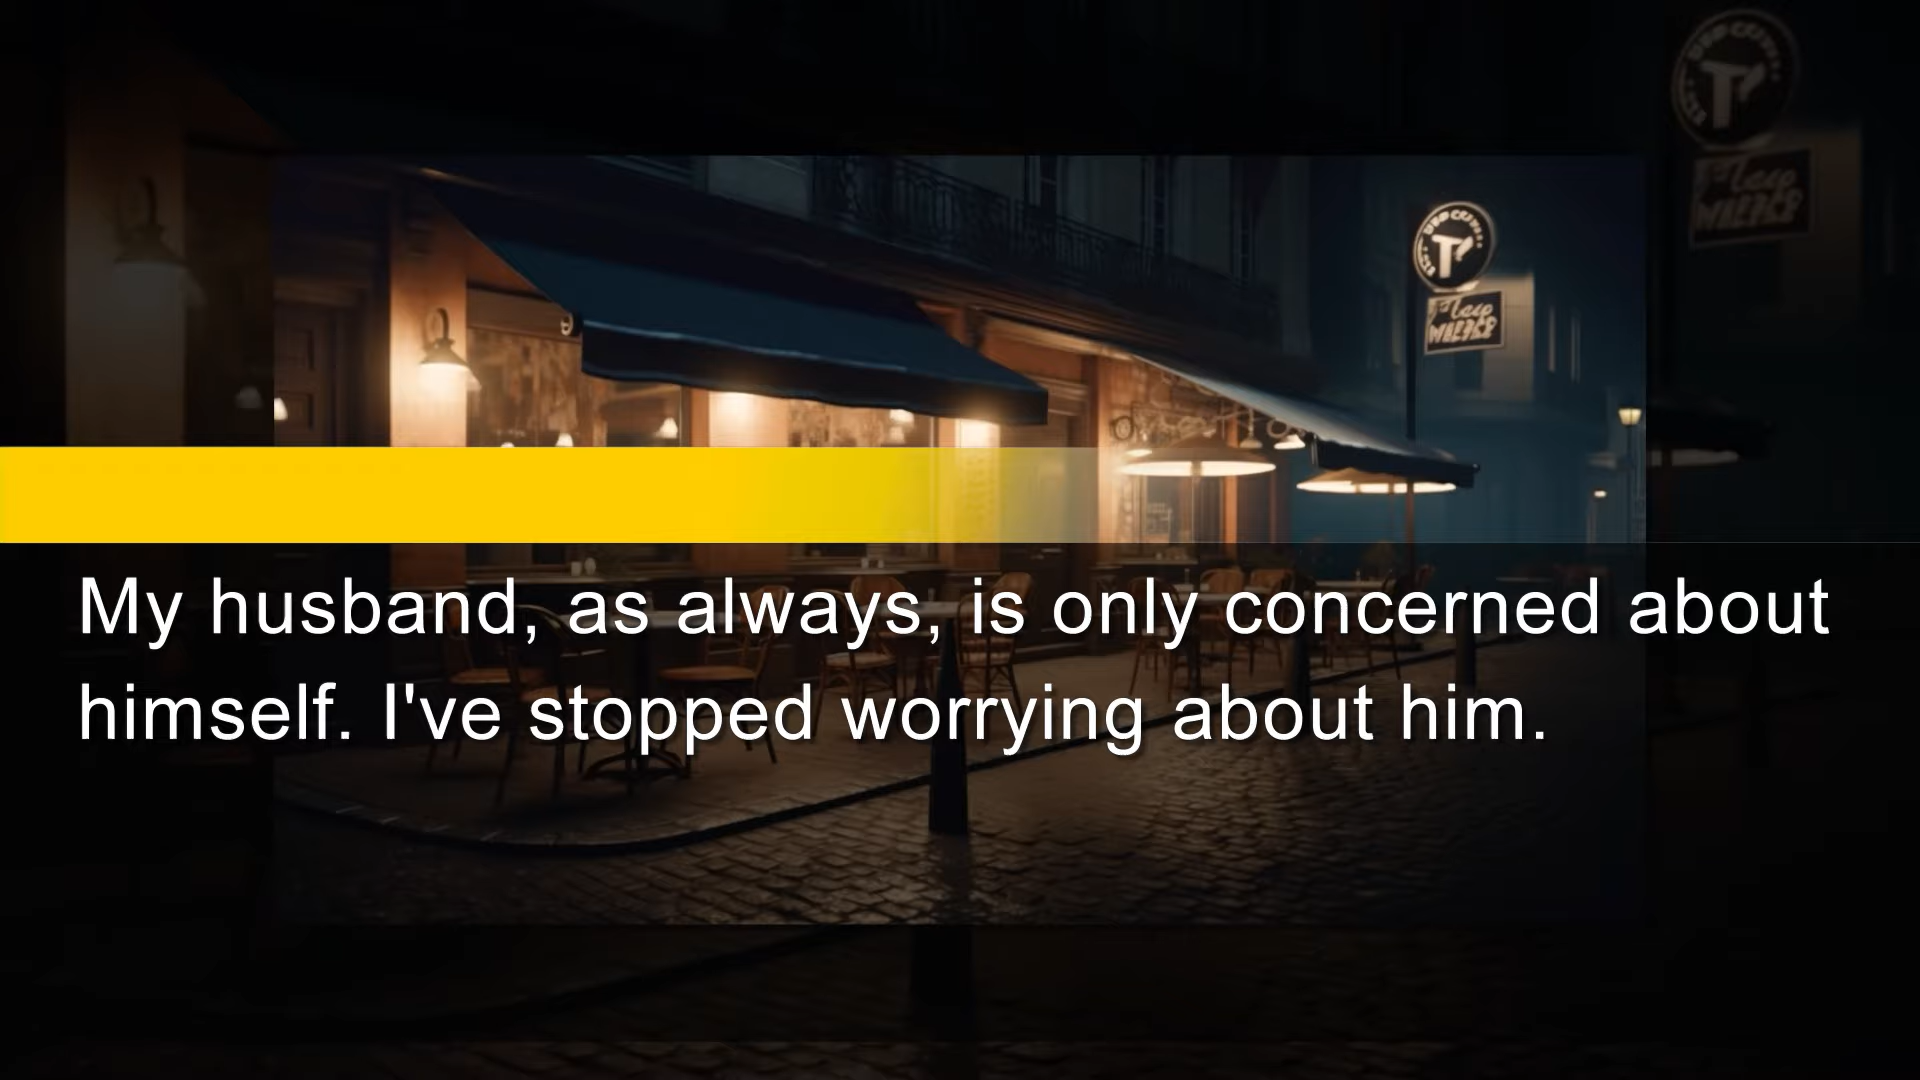 My husband, as always, is only concerned about
himself. I've stopped worrying about him.